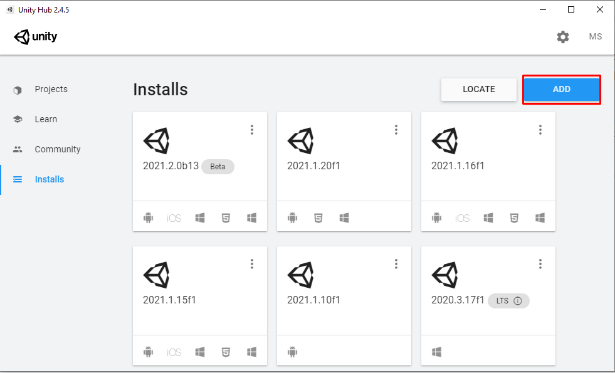 Unity Hub 2.4.5
unity
MS
Projects
Learn
Community
Installs
Installs
LOCATE
ADD
2021.2.0b13 Beta
2021.1.20f1
2021.1.16f1
iOS
iOS
2021.1.15f1
2021.1.10f1
2020.3.17f1 LTS
iOS